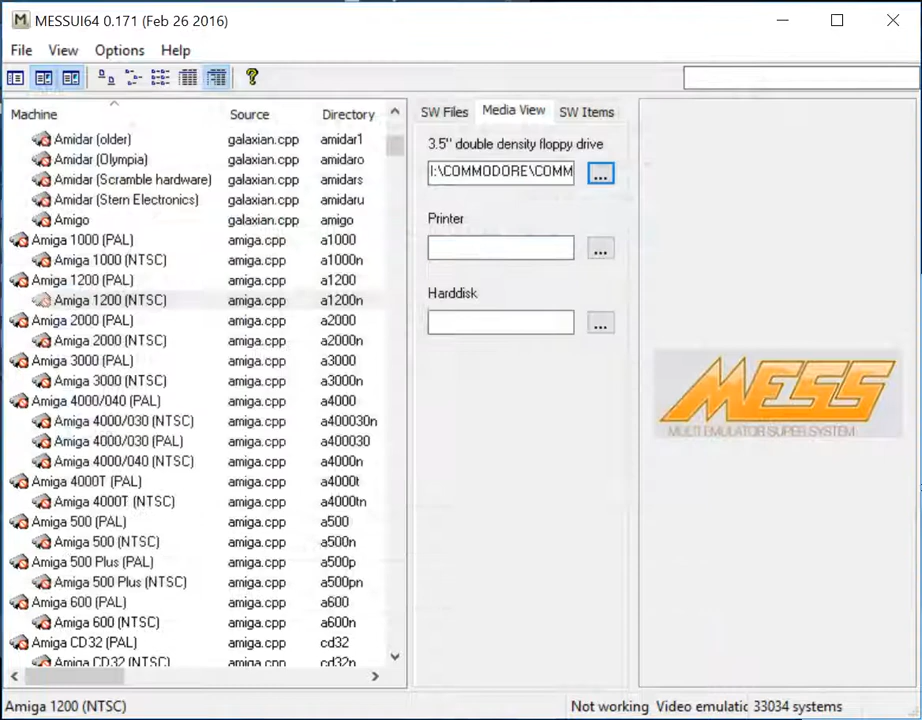 MESSUI64 0.171 (Feb 26 2016)
File View Options Help
Machine Source Directory
Amidar (older) galaxian.cpp amidar1
Amidar (Olympia) galaxian.cpp amidaro
Amidar (Scramble hardware) galaxian.cpp amidars
Amidar (Stern Electronics) galaxian.cpp amidaru
Amigo galaxian.cpp amigo
Amiga 1000 (PAL) amiga.cpp a1000
Amiga 1000 (NTSC) amiga.cpp a1000n
Amiga 1200 (PAL) amiga.cpp a1200
Amiga 1200 (NTSC) amiga.cpp a1200n
Amiga 2000 (PAL) amiga.cpp a2000
Amiga 2000 (NTSC) amiga.cpp a2000n
Amiga 3000 (PAL) amiga.cpp a3000
Amiga 3000 (NTSC) amiga.cpp a3000n
Amiga 4000/040 (PAL) amiga.cpp a4000
Amiga 4000/030 (NTSC) amiga.cpp a400030n
Amiga 4000/030 (PAL) amiga.cpp a400030
Amiga 4000/040 (NTSC) amiga.cpp a4000n
Amiga 4000T (PAL) amiga.cpp a4000t
Amiga 4000T (NTSC) amiga.cpp a4000tn
Amiga 500 (PAL) amiga.cpp a500
Amiga 500 (NTSC) amiga.cpp a500n
Amiga 500 Plus (PAL) amiga.cpp a500p
Amiga 500 Plus (NTSC) amiga.cpp a500pn
Amiga 600 (PAL) amiga.cpp a600
Amiga 600 (NTSC) amiga.cpp a600n
Amiga CD32 (PAL) amiga.cpp cd32
Amiga CD32 (NTSC) amiga.cpp cd32n
SW Files Media View SW Items
3.5" double density floppy drive
I:\COMMODORE\COMM ...
Printer
...
Harddisk
...
MESS
MULTI EMULATOR SUPER SYSTEM
Amiga 1200 (NTSC) Not working Video emulatic 33034 systems